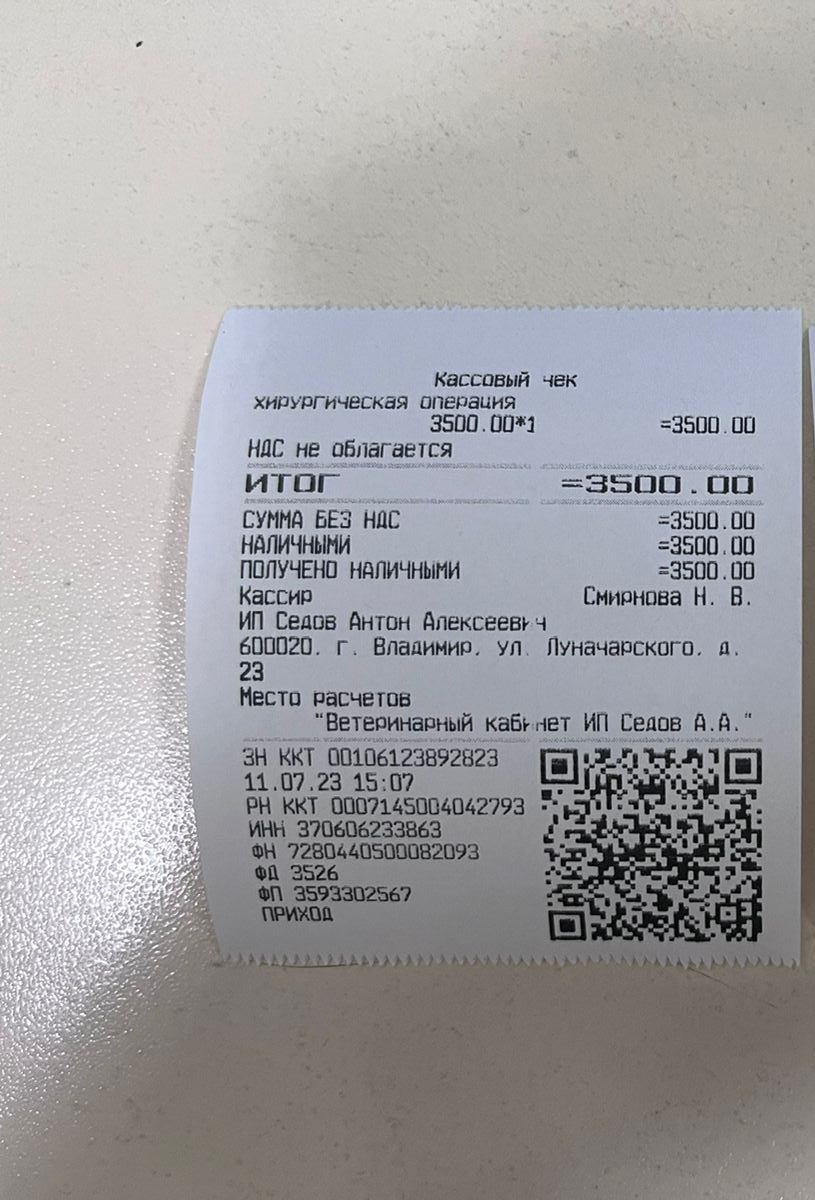 Кассовый чек
хирургическая операция
3500.00*1 =3500.00
НДС не облагается
ИТОГ =3500.00
СУММА БЕЗ НДС =3500.00
НАЛИЧНЫМИ =3500.00
ПОЛУЧЕНО НАЛИЧНЫМИ =3500.00
Кассир Смирнова Н. В.
ИП Седов Антон Алексеевич
600020, г. Владимир, ул. Луначарского, д.
23
Место расчетов
"Ветеринарный кабинет ИП Седов А.А."
ЗН ККТ 00106123892823
11.07.23 15:07
РН ККТ 0007145004042793
ИНН 370606233863
ФН 7280440500082093
ФД 3526
ФП 3593302567
ПРИХОД